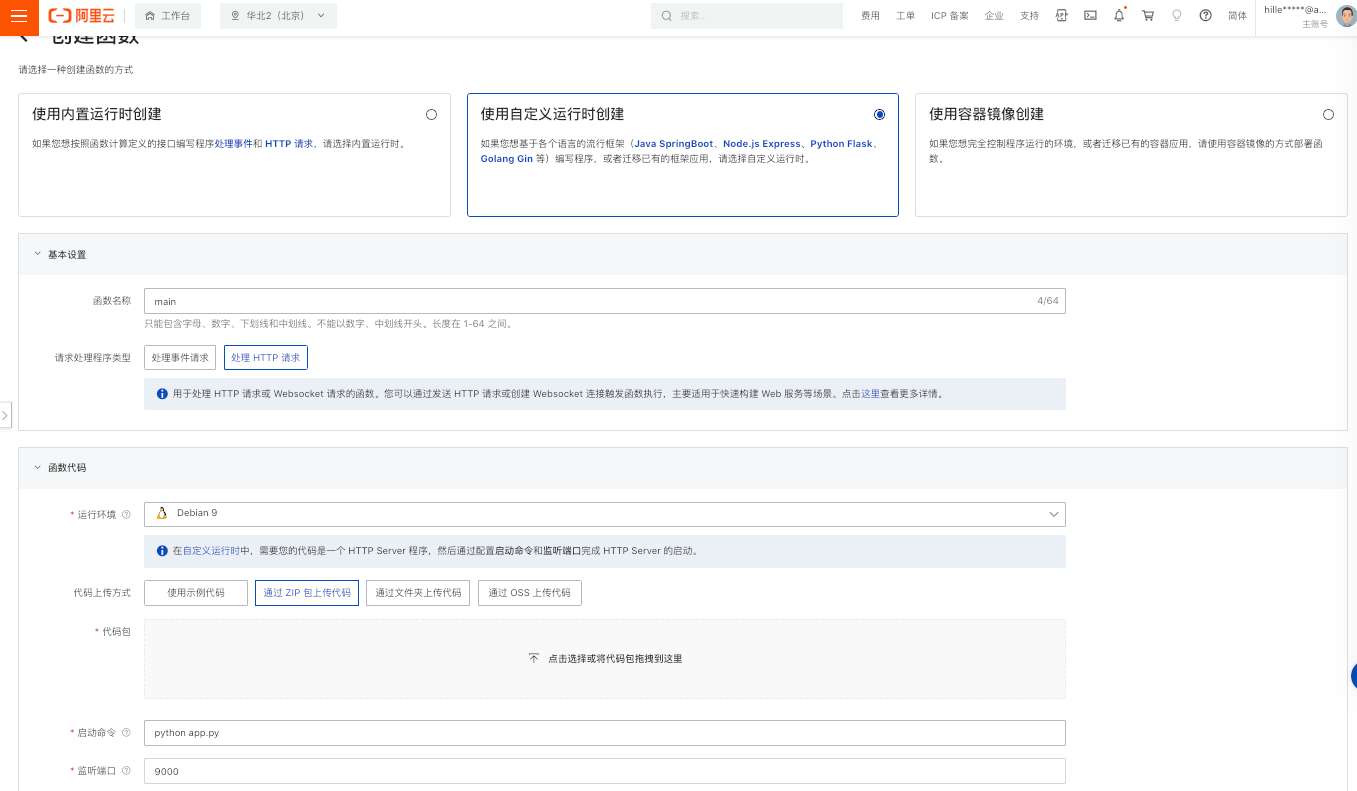 阿里云
工作台
华北2（北京）
搜索...
费用
工单
ICP 备案
企业
支持
简体
hille*****@a...
主账号
创建函数
请选择一种创建函数的方式
使用内置运行时创建
如果您想按照函数计算定义的接口编写程序处理事件和 HTTP 请求，请选择内置运行时。
使用自定义运行时创建
如果您想基于各个语言的流行框架（Java SpringBoot、Node.js Express、Python Flask、
Golang Gin 等）编写程序，或者迁移已有的框架应用，请选择自定义运行时。
使用容器镜像创建
如果您想完全控制程序运行的环境，或者迁移已有的容器应用，请使用容器镜像的方式部署函
数。
基本设置
函数名称
main
4/64
只能包含字母、数字、下划线和中划线。不能以数字、中划线开头。长度在 1-64 之间。
请求处理程序类型
处理事件请求
处理 HTTP 请求
用于处理 HTTP 请求或 Websocket 请求的函数。您可以通过发送 HTTP 请求或创建 Websocket 连接触发函数执行，主要适用于快速构建 Web 服务等场景。点击这里查看更多详情。
函数代码
* 运行环境
Debian 9
在自定义运行时中，需要您的代码是一个 HTTP Server 程序，然后通过配置启动命令和监听端口完成 HTTP Server 的启动。
代码上传方式
使用示例代码
通过 ZIP 包上传代码
通过文件夹上传代码
通过 OSS 上传代码
* 代码包
点击选择或将代码包拖拽到这里
* 启动命令
python app.py
* 监听端口
9000